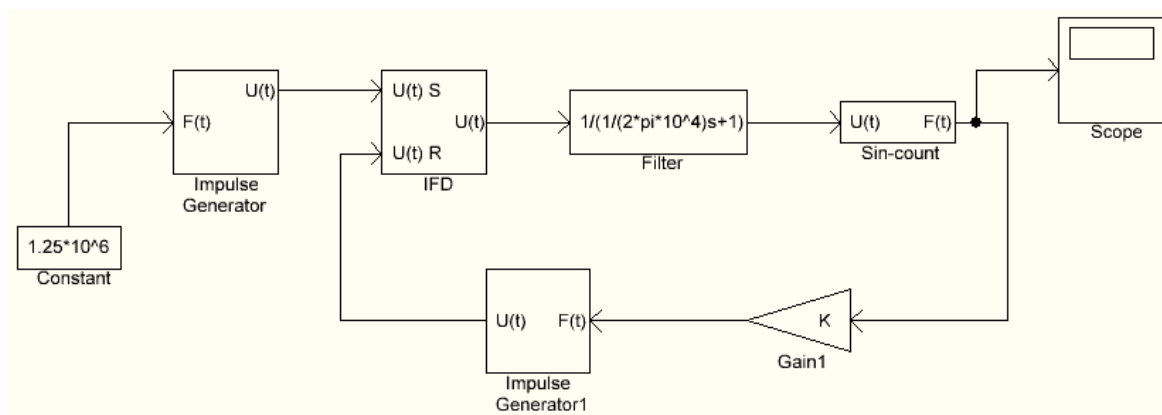 U(t)
F(t)
Impulse
Generator
1.25*10^6
Constant
U(t) S
U(t)
U(t) R
IFD
1/(1/(2*pi*10^4)s+1)
Filter
U(t) F(t)
Sin-count
Scope
U(t) F(t)
Impulse
Generator1
K
Gain1